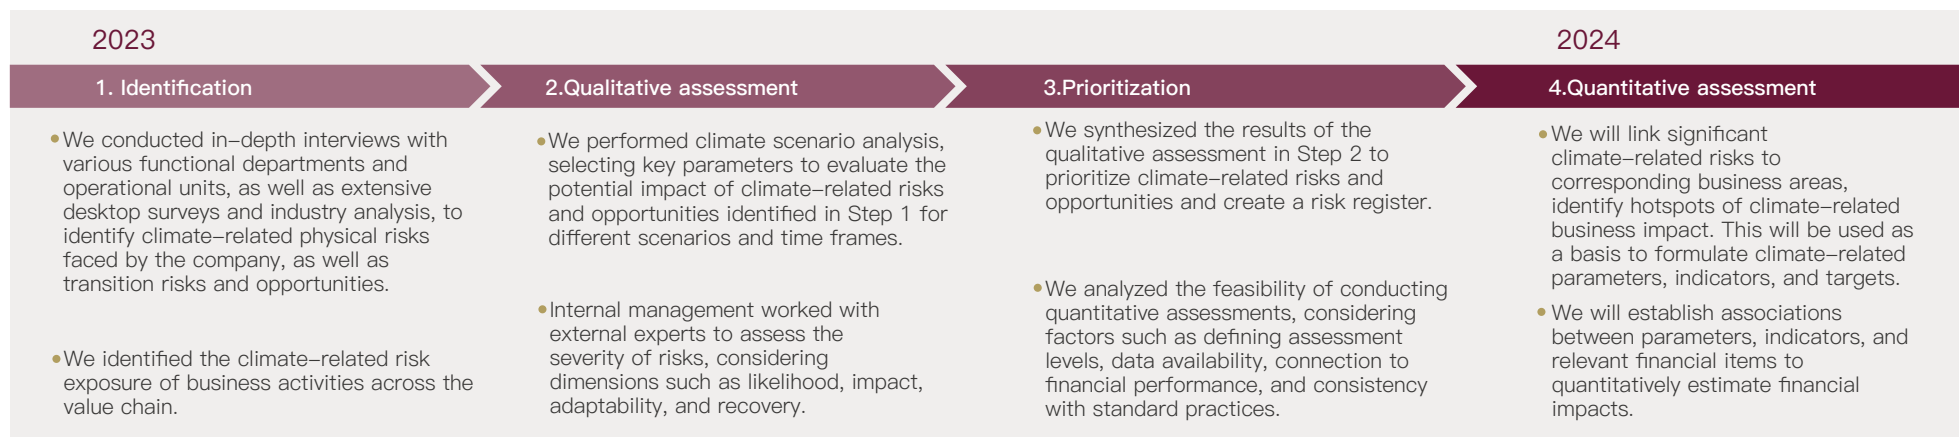 2023
1. Identification
We conducted in–depth interviews with
various functional departments and
operational units, as well as extensive
desktop surveys and industry analysis, to
identify climate–related physical risks
faced by the company, as well as
transition risks and opportunities.
We identified the climate–related risk
exposure of business activities across the
value chain.
2.Qualitative assessment
We performed climate scenario analysis,
selecting key parameters to evaluate the
potential impact of climate–related risks
and opportunities identified in Step 1 for
different scenarios and time frames.
Internal management worked with
external experts to assess the
severity of risks, considering
dimensions such as likelihood, impact,
adaptability, and recovery.
3.Prioritization
We synthesized the results of the
qualitative assessment in Step 2 to
prioritize climate–related risks and
opportunities and create a risk register.
We analyzed the feasibility of conducting
quantitative assessments, considering
factors such as defining assessment
levels, data availability, connection to
financial performance, and consistency
with standard practices.
2024
4.Quantitative assessment
We will link significant
climate–related risks to
corresponding business areas,
identify hotspots of climate–related
business impact. This will be used as
a basis to formulate climate–related
parameters, indicators, and targets.
We will establish associations
between parameters, indicators, and
relevant financial items to
quantitatively estimate financial
impacts.